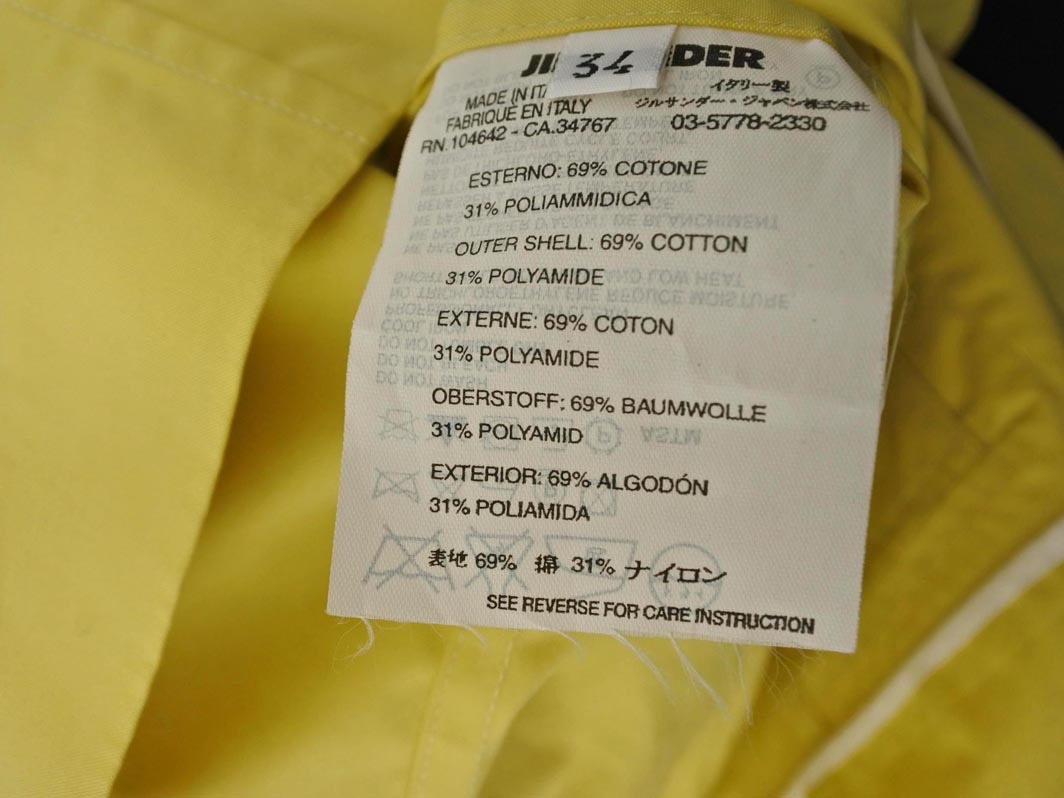 JI DER
34
MADE IN ITA
FABRIQUE EN ITALY
RN.104642 - CA.34767
イタリー製
ジルサンダー・ジャパン株式会社
03-5778-2330
ESTERNO: 69% COTONE
31% POLIAMMIDICA
OUTER SHELL: 69% COTTON
31% POLYAMIDE
EXTERNE: 69% COTON
31% POLYAMIDE
OBERSTOFF: 69% BAUMWOLLE
31% POLYAMID
EXTERIOR: 69% ALGODÓN
31% POLIAMIDA
表地 69% 綿 31% ナイロン
SEE REVERSE FOR CARE INSTRUCTION